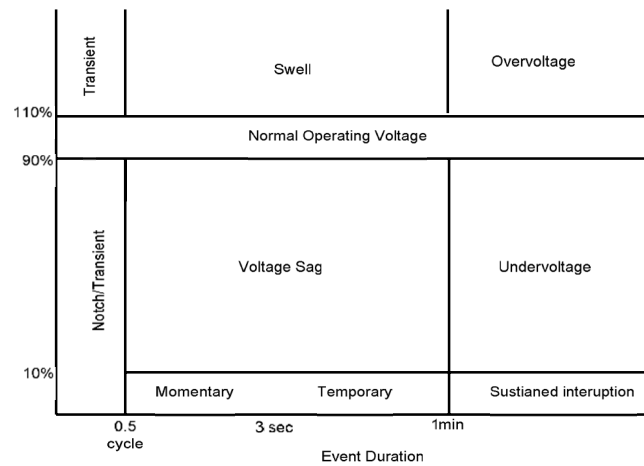 Transient
Swell
Overvoltage
110%
Normal Operating Voltage
90%
Notch/Transient
Voltage Sag
Undervoltage
10%
Momentary
Temporary
Sustianed interuption
0.5
cycle
3 sec
1min
Event Duration